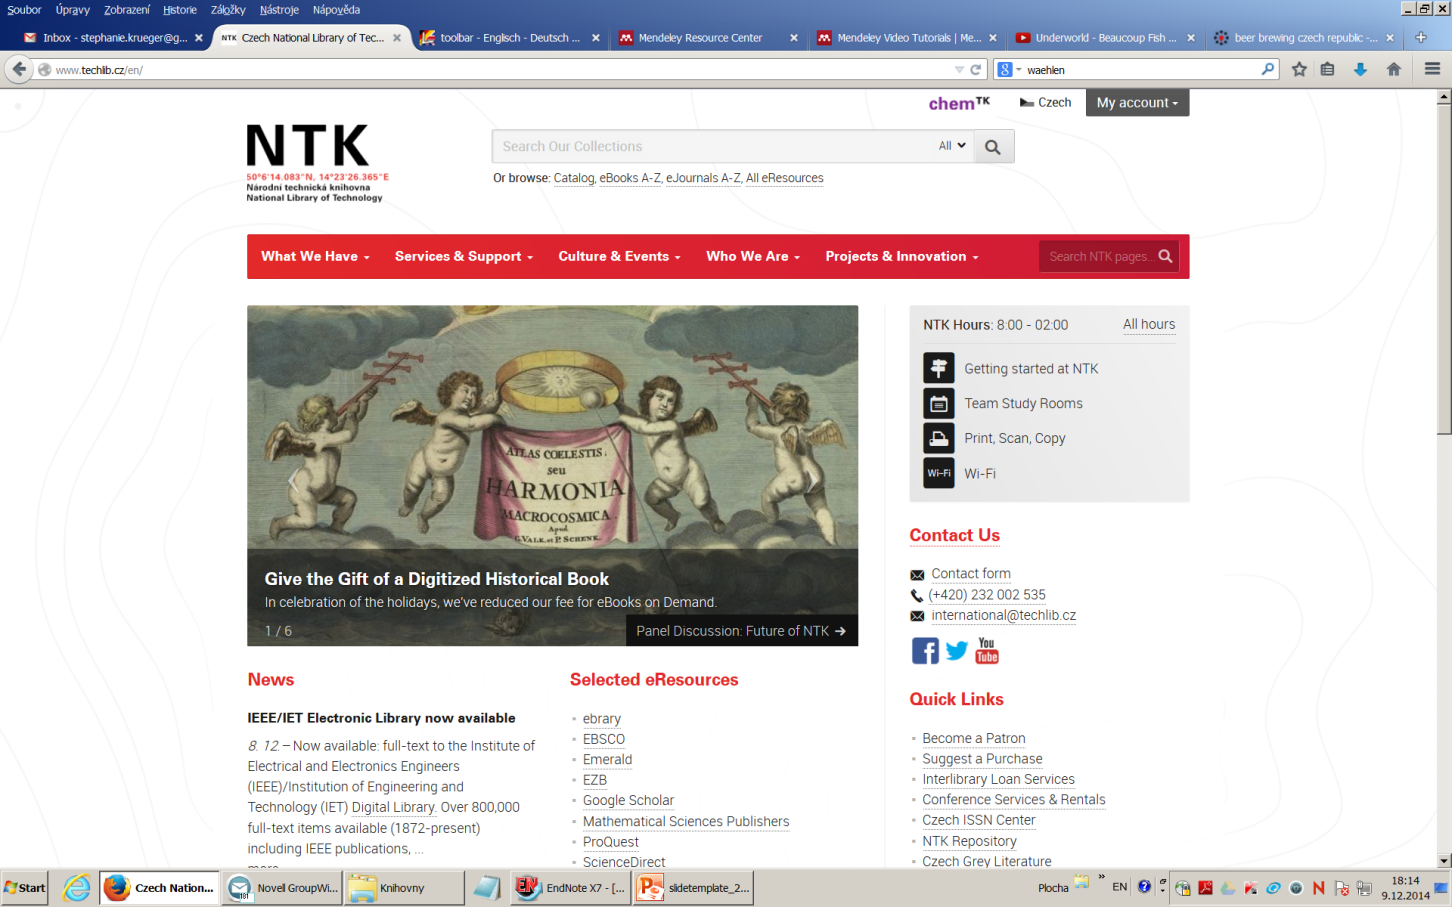 Soubor Úpravy Zobrazení Historie Záložky Nástroje Nápověda
Inbox - stephanie.krueger@g...
Czech National Library of Tec...
toolbar - Englisch - Deutsch ...
Mendeley Resource Center
Mendeley Video Tutorials | Me...
Underworld - Beaucoup Fish ...
beer brewing czech republic -...
www.techlib.cz/en/
waehlen
chemTK
Czech
My account
NTK
50°6'14.083"N, 14°23'26.365"E
Národní technická knihovna
National Library of Technology
Search Our Collections
All
Or browse: Catalog, eBooks A-Z, eJournals A-Z, All eResources
What We Have
Services & Support
Culture & Events
Who We Are
Projects & Innovation
Search NTK pages...
ATLAS COELESTIS.
seu
HARMONIA
MACROCOSMICA
Apud
G.VALK. et P. SCHENK.
Give the Gift of a Digitized Historical Book
In celebration of the holidays, we've reduced our fee for eBooks on Demand.
1 / 6
Panel Discussion: Future of NTK
NTK Hours: 8:00 - 02:00
All hours
Getting started at NTK
Team Study Rooms
Print, Scan, Copy
Wi-Fi Wi-Fi
Contact Us
Contact form
(+420) 232 002 535
international@techlib.cz
You
Tube
News
IEEE/IET Electronic Library now available
8. 12. – Now available: full-text to the Institute of
Electrical and Electronics Engineers
(IEEE)/Institution of Engineering and
Technology (IET) Digital Library. Over 800,000
full-text items available (1872-present)
including IEEE publications, ...
more
Selected eResources
ebrary
EBSCO
Emerald
EZB
Google Scholar
Mathematical Sciences Publishers
ProQuest
ScienceDirect
Quick Links
Become a Patron
Suggest a Purchase
Interlibrary Loan Services
Conference Services & Rentals
Czech ISSN Center
NTK Repository
Czech Grey Literature
Start
Czech Nation...
Novell GroupWi...
181
Knihovny
EndNote X7 - [...
slidetemplate_2...
Plocha
EN
18:14
9.12.2014